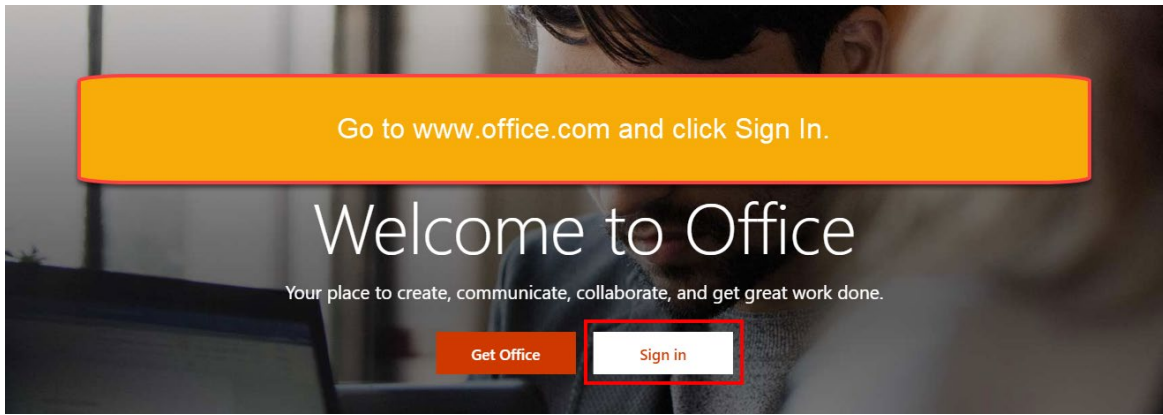 Go to www.office.com and click Sign In.
Welcome to Office
Your place to create, communicate, collaborate, and get great work done.
Get Office
Sign in